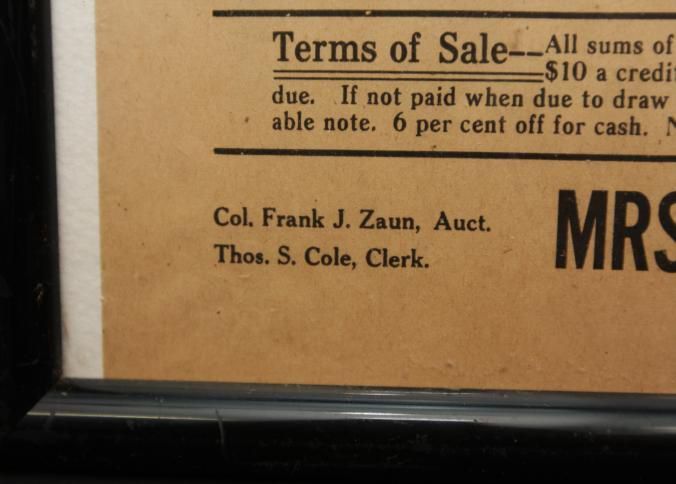 Terms of Sale--All sums of
$10 a credit
due. If not paid when due to draw
able note. 6 per cent off for cash.
Col. Frank J. Zaun, Auct.
Thos. S. Cole, Clerk.
MRS